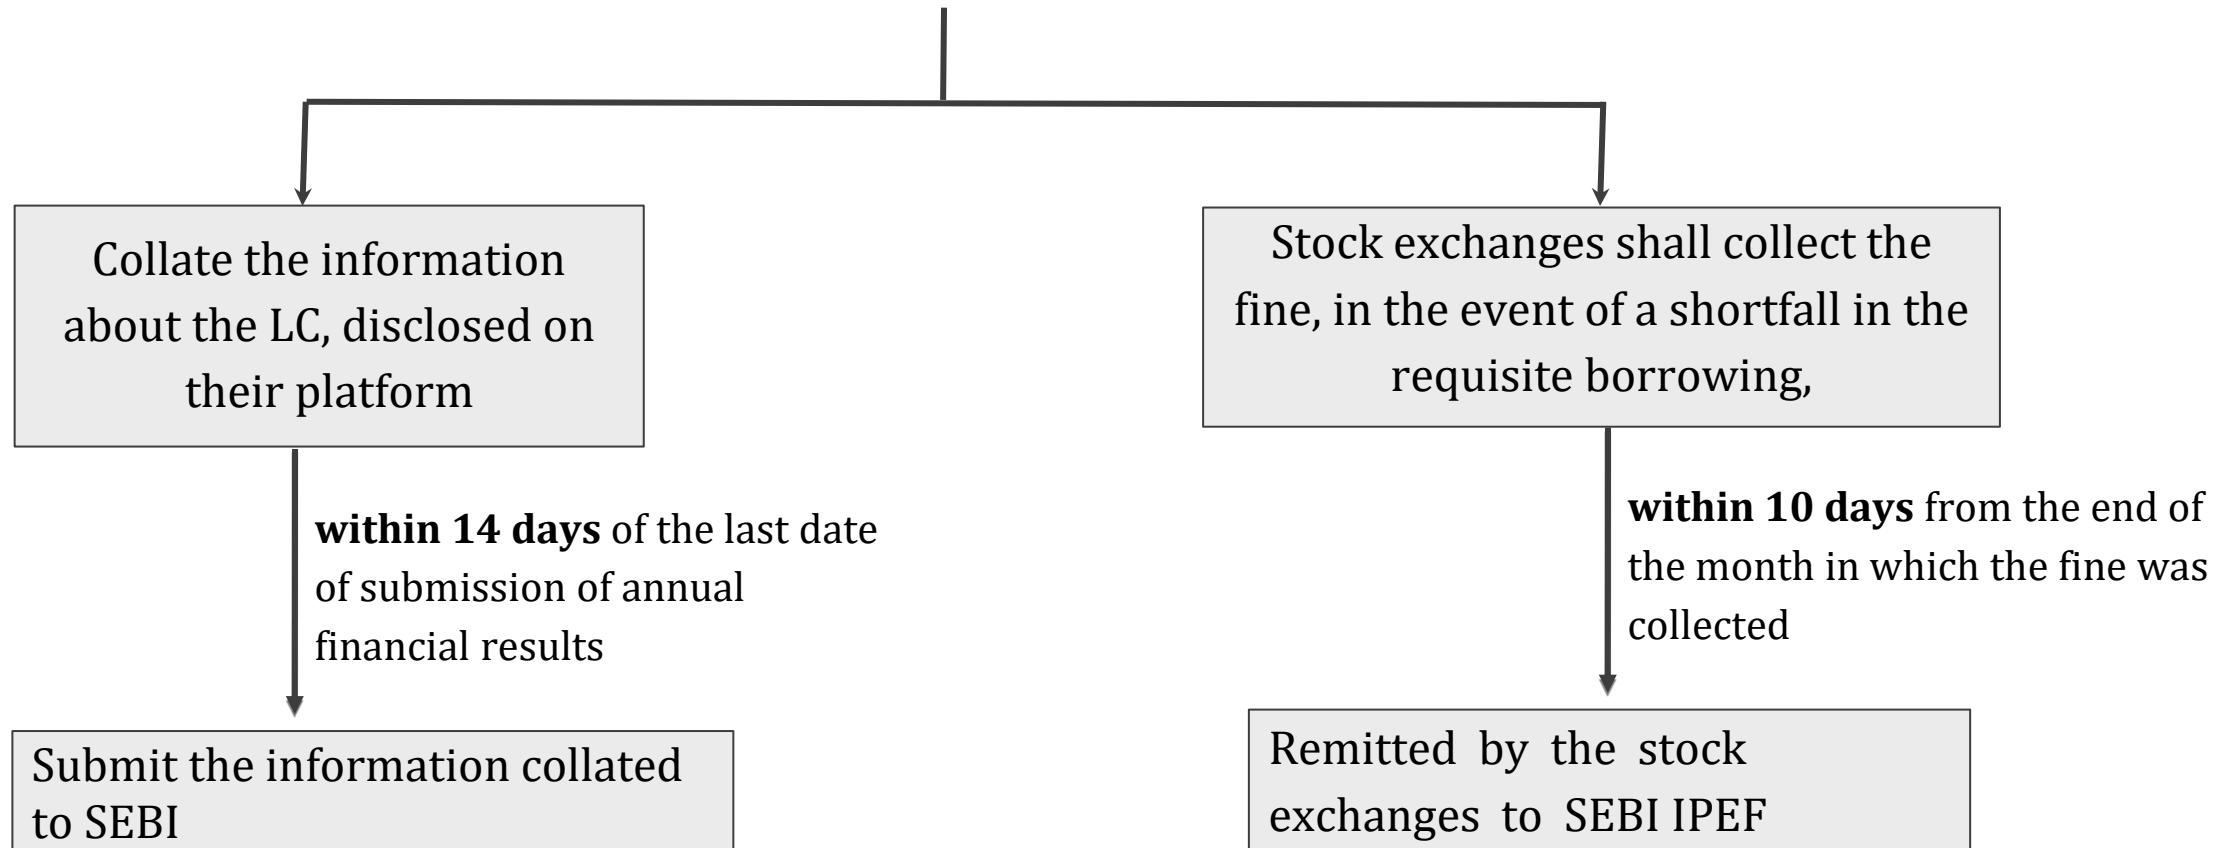 Collate the information
about the LC, disclosed on
their platform
within 14 days of the last date
of submission of annual
financial results
Submit the information collated
to SEBI
Stock exchanges shall collect the
fine, in the event of a shortfall in the
requisite borrowing,
within 10 days from the end of
the month in which the fine was
collected
Remitted by the stock
exchanges to SEBI IPEF